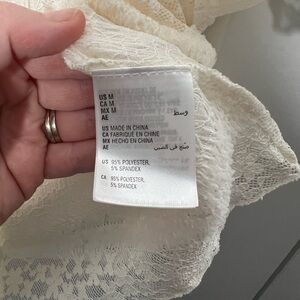 US M
CA M
MX M
AE وسط
US MADE IN CHINA
CA FABRIQUÉ EN CHINE
MX HECHO EN CHINA
AE صنع في الصين
US 95% POLYESTER,
5% SPANDEX
CA 95% POLYESTER,
5% SPANDEX